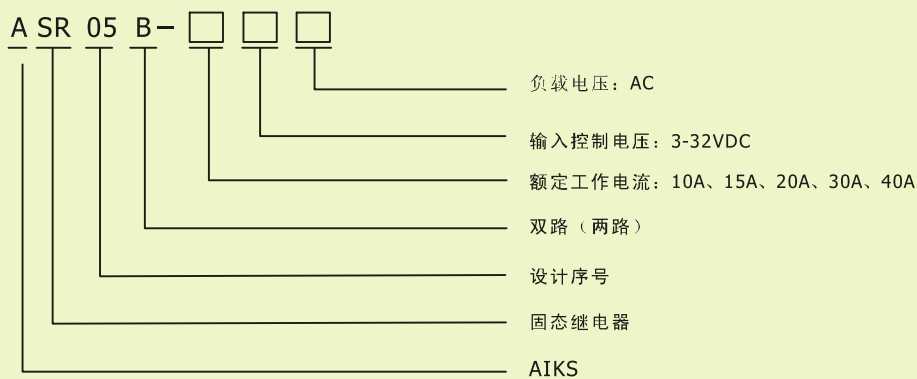 A SR 05 B-□□□
负载电压：AC
输入控制电压：3-32VDC
额定工作电流：10A、15A、20A、30A、40A
双路（两路）
设计序号
固态继电器
AIKS